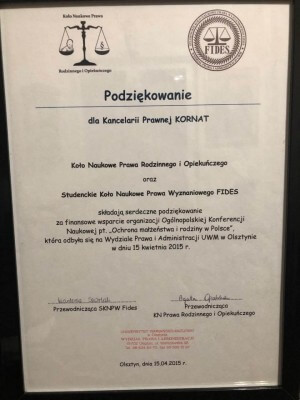 Koło Naukowe Prawa
Rodzinnego i Opiekuńczego
FIDES
Podziękowanie
dla Kancelarii Prawnej KORNAT
Koło Naukowe Prawa Rodzinnego i Opiekuńczego
oraz
Studenckie Koło Naukowe Prawa Wyznaniowego FIDES
składają serdeczne podziękowanie
za finansowe wsparcie organizacji Ogólnopolskiej Konferencji
Naukowej pt. „Ochrona małżeństwa i rodziny w Polsce",
która odbyła się na Wydziale Prawa i Administracji UWM w Olsztynie
w dniu 15 kwietnia 2015 r.
Przewodnicząca SKNPW Fides
Przewodnicząca
KN Prawa Rodzinnego i Opiekuńczego
Olsztyn, dnia 15.04.2015 r.